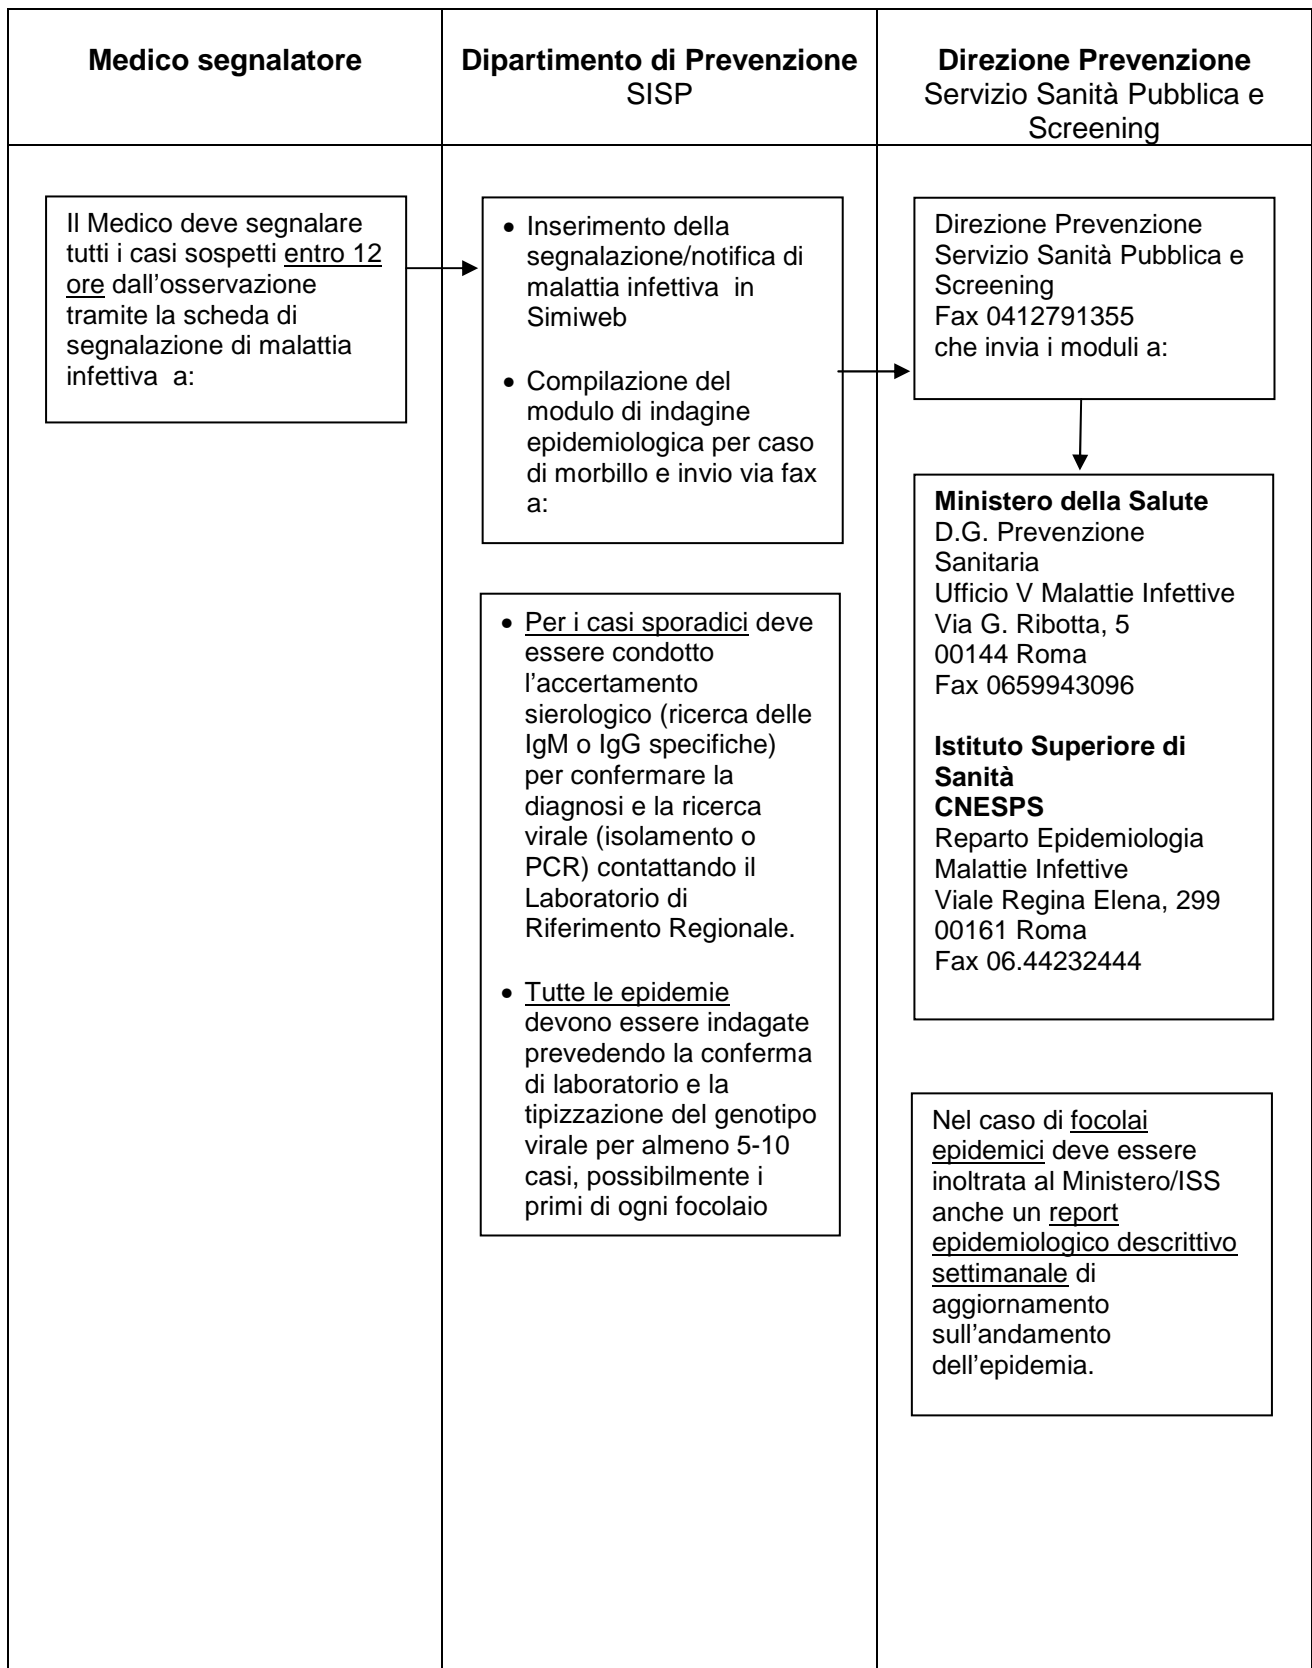 Medico segnalatore
Dipartimento di Prevenzione
SISP
Direzione Prevenzione
Servizio Sanità Pubblica e
Screening
Il Medico deve segnalare
tutti i casi sospetti entro 12
ore dall’osservazione
tramite la scheda di
segnalazione di malattia
infettiva a:
• Inserimento della
segnalazione/notifica di
malattia infettiva in
Simiweb
• Compilazione del
modulo di indagine
epidemiologica per caso
di morbillo e invio via fax
a:
• Per i casi sporadici deve
essere condotto
l’accertamento
sierologico (ricerca delle
IgM o IgG specifiche)
per confermare la
diagnosi e la ricerca
virale (isolamento o
PCR) contattando il
Laboratorio di
Riferimento Regionale.
• Tutte le epidemie
devono essere indagate
prevedendo la conferma
di laboratorio e la
tipizzazione del genotipo
virale per almeno 5-10
casi, possibilmente i
primi di ogni focolaio
Direzione Prevenzione
Servizio Sanità Pubblica e
Screening
Fax 0412791355
che invia i moduli a:
Ministero della Salute
D.G. Prevenzione
Sanitaria
Ufficio V Malattie Infettive
Via G. Ribotta, 5
00144 Roma
Fax 0659943096
Istituto Superiore di
Sanità
CNESPS
Reparto Epidemiologia
Malattie Infettive
Viale Regina Elena, 299
00161 Roma
Fax 06.44232444
Nel caso di focolai
epidemici deve essere
inoltrata al Ministero/ISS
anche un report
epidemiologico descrittivo
settimanale di
aggiornamento
sull’andamento
dell’epidemia.